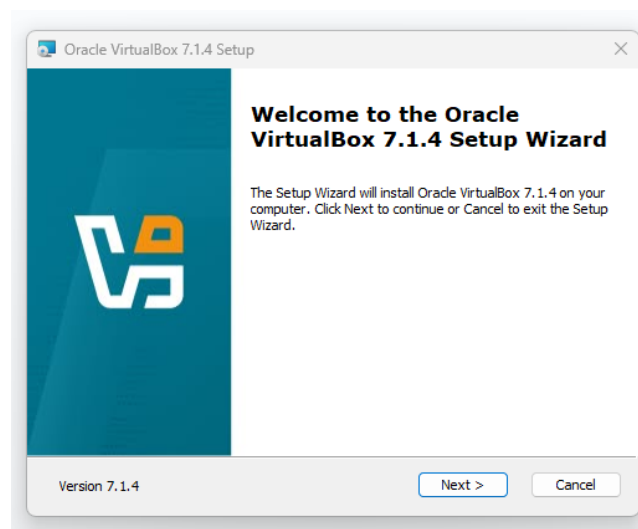 Oracle VirtualBox 7.1.4 Setup
Welcome to the Oracle
VirtualBox 7.1.4 Setup Wizard
The Setup Wizard will install Oracle VirtualBox 7.1.4 on your
computer. Click Next to continue or Cancel to exit the Setup
Wizard.
Version 7.1.4
Next >
Cancel